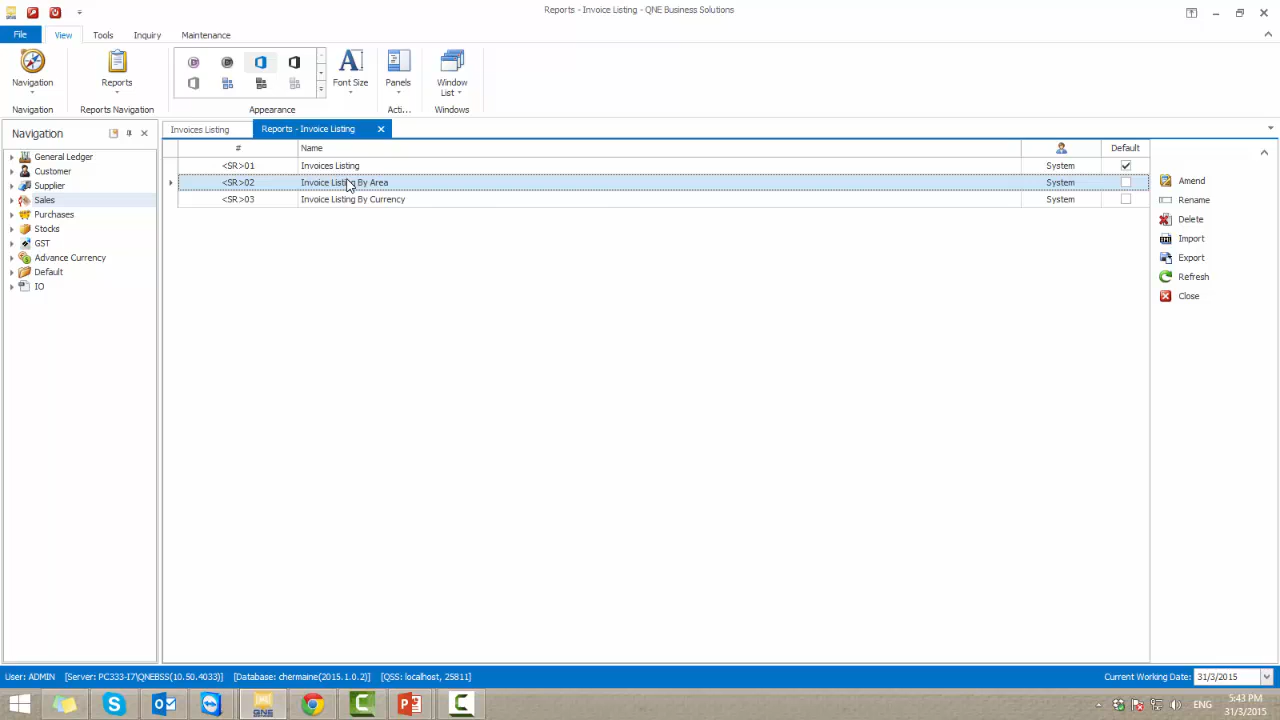 Reports - Invoice Listing - QNE Business Solutions
File View Tools Inquiry Maintenance
Navigation Reports Font Size Panels Window List
Navigation Reports Navigation Appearance Acti... Windows
Navigation
General Ledger
Customer
Supplier
Sales
Purchases
Stocks
GST
Advance Currency
Default
IO
Invoices Listing Reports - Invoice Listing
# Name Default
<SR>01 Invoices Listing System
<SR>02 Invoice Listing By Area System
<SR>03 Invoice Listing By Currency System
Amend
Rename
Delete
Import
Export
Refresh
Close
User: ADMIN [Server: PC333-I7\QNEBSS(10.50.4033)] [Database: chermaine(2015.1.0.2)] [QSS: localhost, 25811] Current Working Date: 31/3/2015
QNE ENG 5:43 PM
31/3/2015